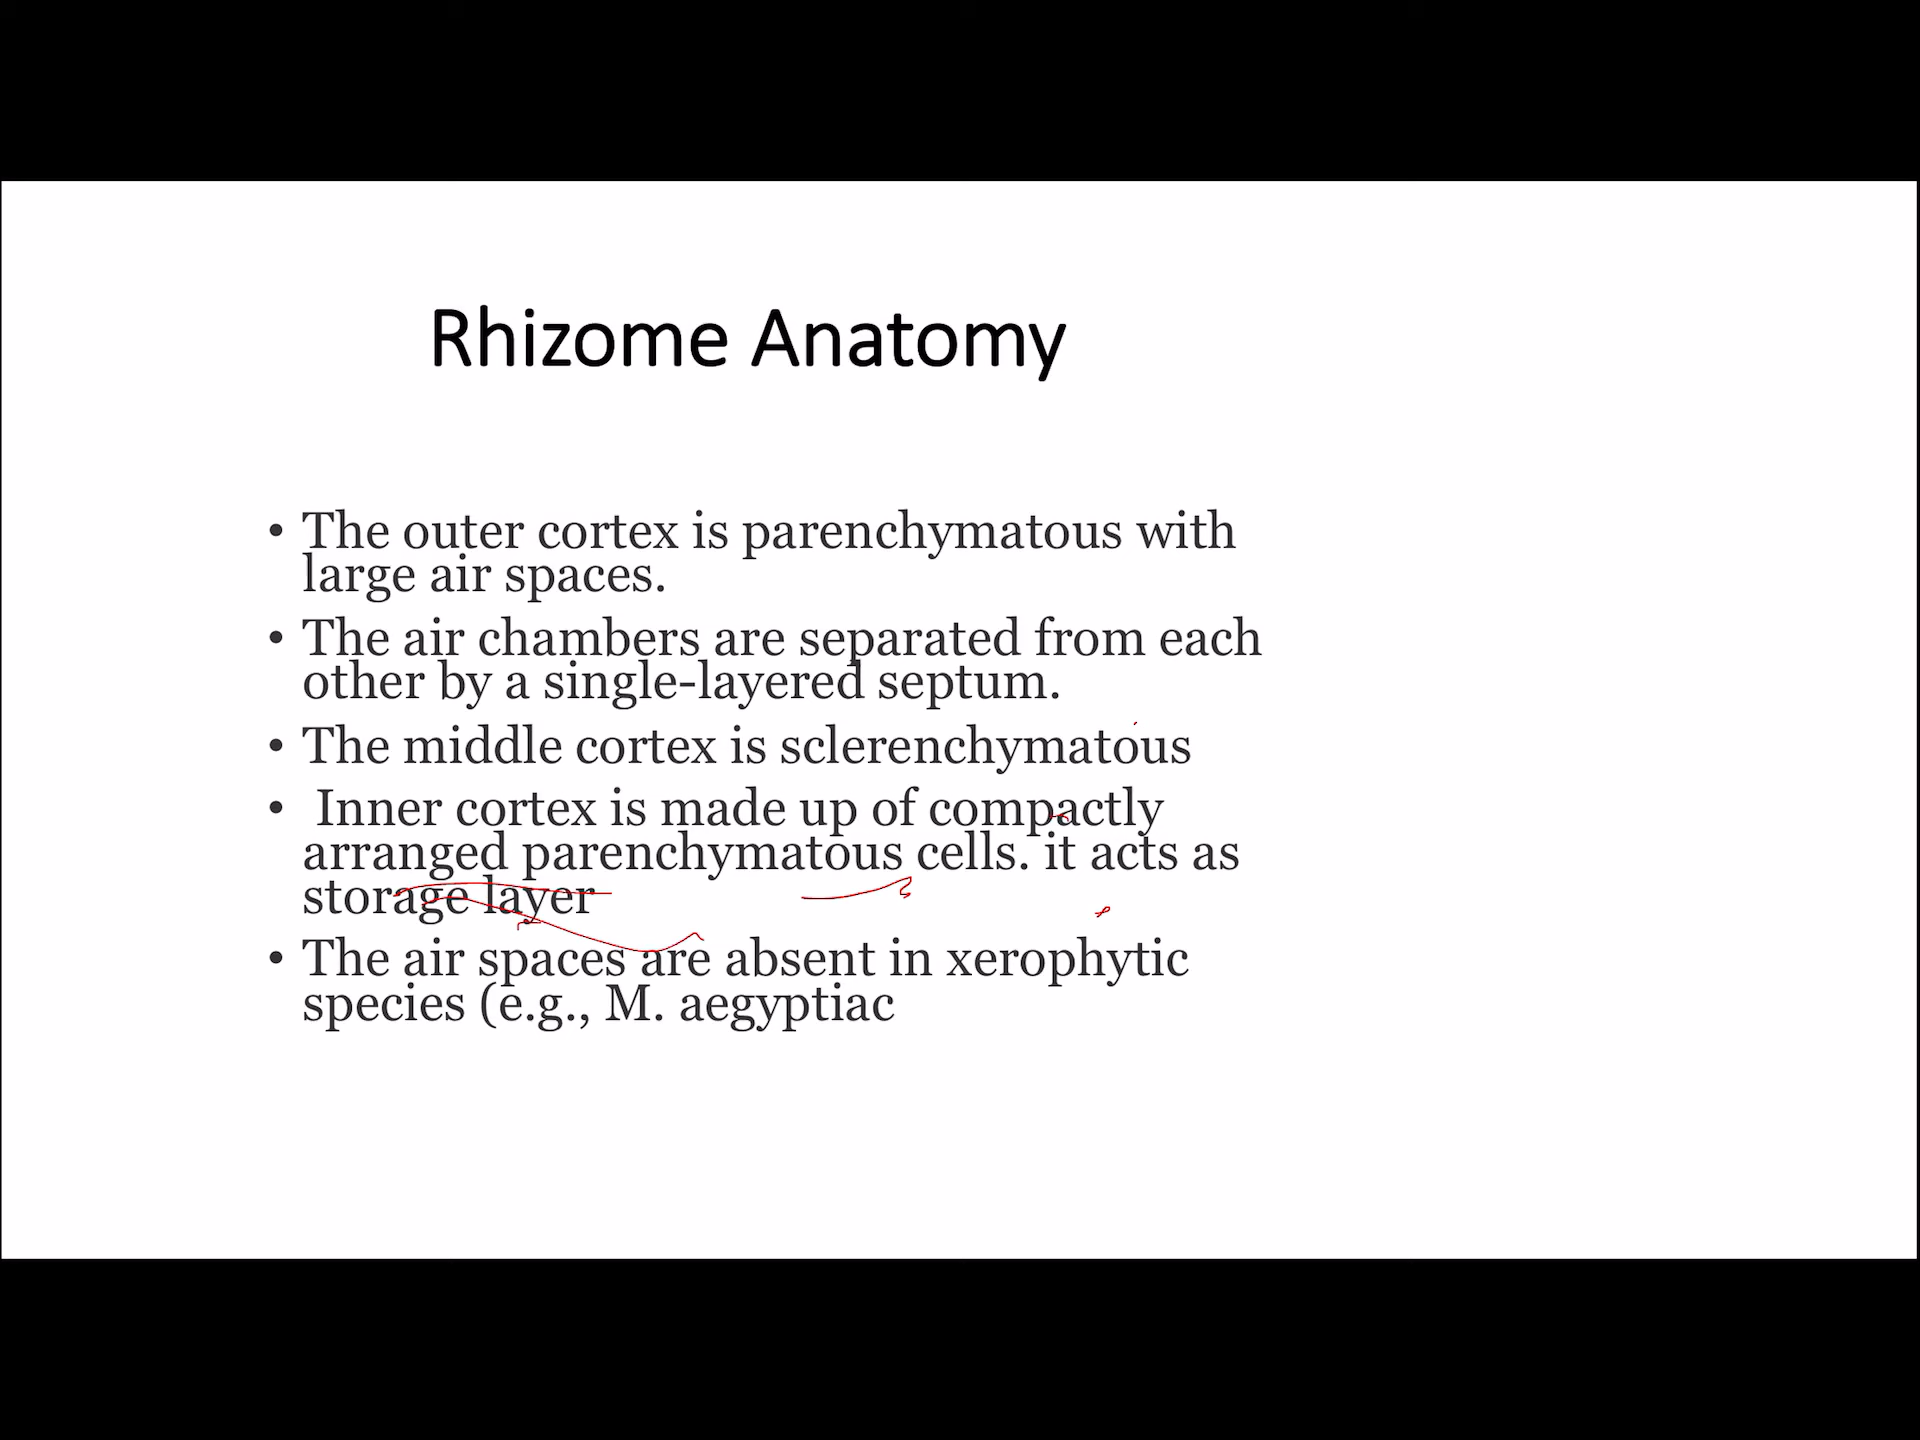 Rhizome Anatomy
• The outer cortex is parenchymatous with
large air spaces.
• The air chambers are separated from each
other by a single-layered septum.
• The middle cortex is sclerenchymatous
• Inner cortex is made up of compactly
arranged parenchymatous cells. it acts as
storage layer
• The air spaces are absent in xerophytic
species (e.g., M. aegyptiac